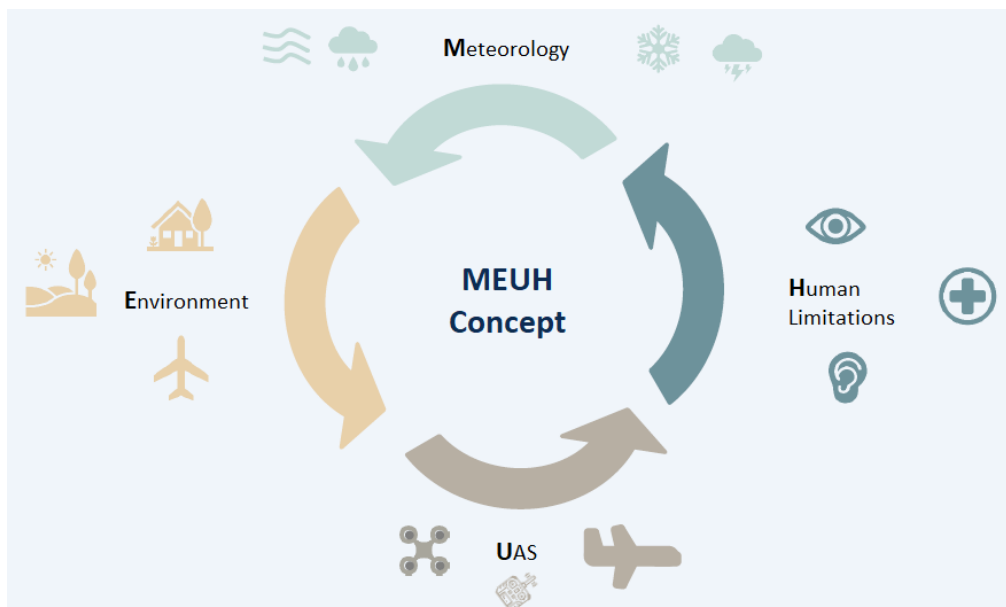 Meteorology
MEUH
Concept
Environment
Human
Limitations
UAS